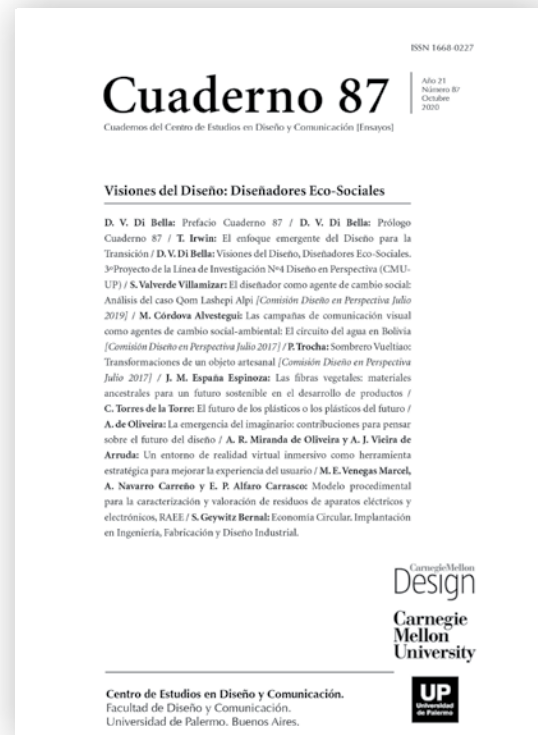 ISSN 1668-0227
Cuaderno 87
Año 21
Número 87
Octubre
2020
Cuadernos del Centro de Estudios en Diseño y Comunicación [Ensayos]
Visiones del Diseño: Diseñadores Eco-Sociales
D. V. Di Bella: Prefacio Cuaderno 87 / D. V. Di Bella: Prólogo
Cuaderno 87 / T. Irwin: El enfoque emergente del Diseño para la
Transición / D. V. Di Bella: Visiones del Diseño, Diseñadores Eco-Sociales.
3ºProyecto de la Línea de Investigación Nº4 Diseño en Perspectiva (CMU-
UP) / S. Valverde Villamizar: El diseñador como agente de cambio social:
Análisis del caso Qom Lashepi Alpi [Comisión Diseño en Perspectiva Julio
2019] / M. Córdova Alvestegui: Las campañas de comunicación visual
como agentes de cambio social-ambiental: El circuito del agua en Bolivia
[Comisión Diseño en Perspectiva Julio 2017] / P. Trocha: Sombrero Vueltiao:
Transformaciones de un objeto artesanal [Comisión Diseño en Perspectiva
Julio 2017] / J. M. España Espinoza: Las fibras vegetales: materiales
ancestrales para un futuro sostenible en el desarrollo de productos /
C. Torres de la Torre: El futuro de los plásticos o los plásticos del futuro /
A. de Oliveira: La emergencia del imaginario: contribuciones para pensar
sobre el futuro del diseño / A. R. Miranda de Oliveira y A. J. Vieira de
Arruda: Un entorno de realidad virtual inmersivo como herramienta
estratégica para mejorar la experiencia del usuario / M. E. Venegas Marcel,
A. Navarro Carreño y E. P. Alfaro Carrasco: Modelo procedimental
para la caracterización y valoración de residuos de aparatos eléctricos y
electrónicos, RAEE / S. Geywitz Bernal: Economía Circular. Implantación
en Ingeniería, Fabricación y Diseño Industrial.
CarnegieMellon
Design
Carnegie
Mellon
University
UP
Universidad
de Palermo
Centro de Estudios en Diseño y Comunicación.
Facultad de Diseño y Comunicación.
Universidad de Palermo. Buenos Aires.